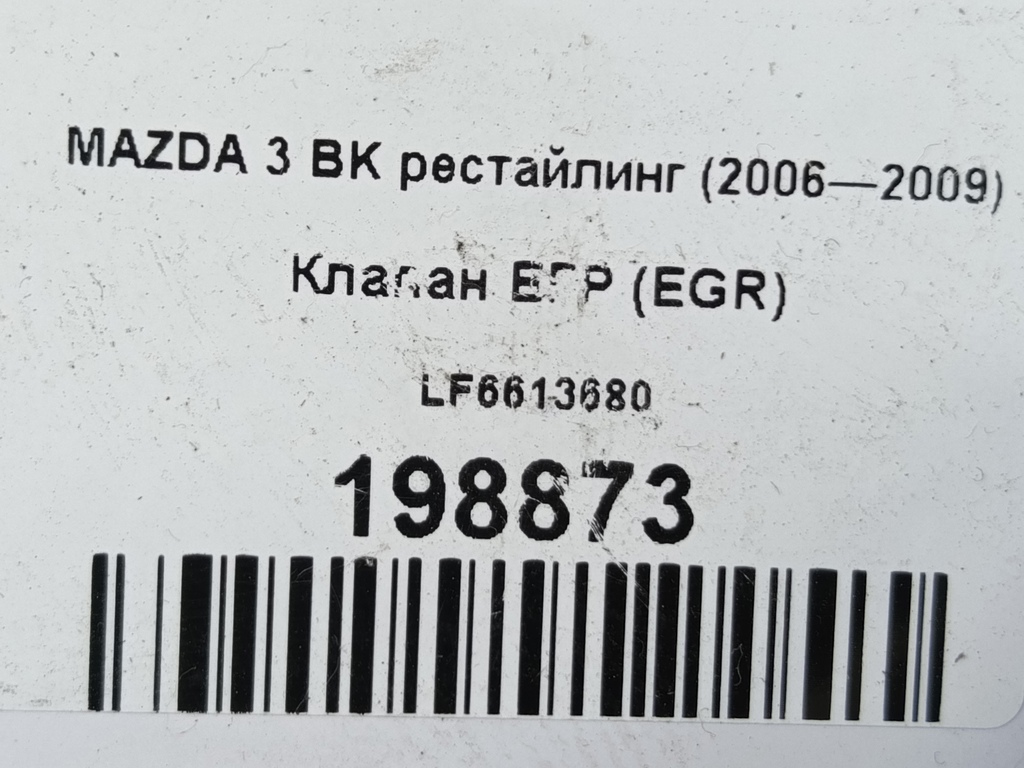 MAZDA 3 BK рестайлинг (2006—2009)
Клапан ЕГР (EGR)
LF6613680
198873